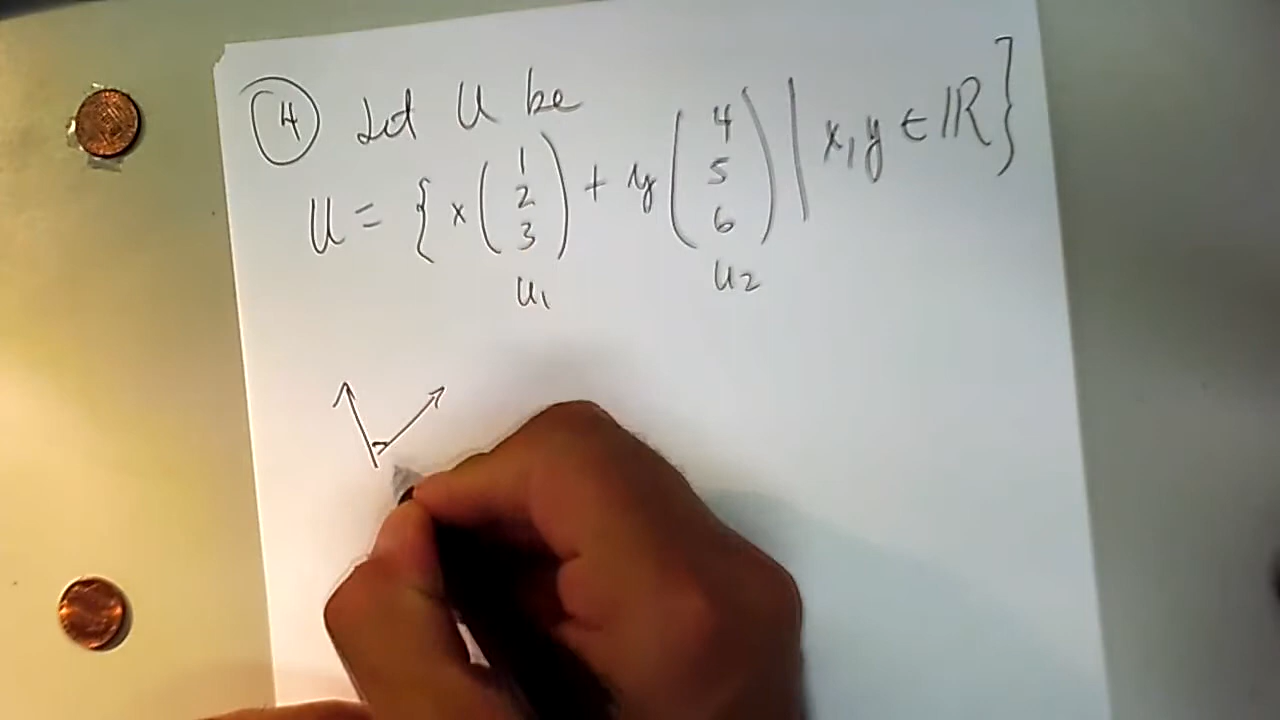 ④ Let U be
U = { x ( 1 2 3 ) + y ( 4 5 6 ) | x, y ∈ ℝ }
u₁ u₂